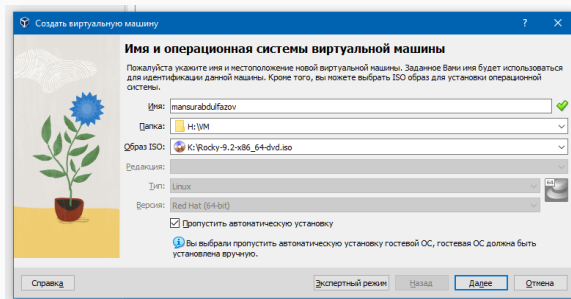 Создать виртуальную машину
Имя и операционная системы виртуальной машины
Пожалуйста укажите имя и местоположение новой виртуальной машины. Заданное Вами имя будет использоваться
для идентификации данной машины. Кроме того, вы можете выбрать ISO образ для установки операционной
системы.
Имя: mansurabdulfazov
Папка: H:\VM
Образ ISO: K:\Rocky-9.2-x86_64-dvd.iso
Редакция:
Тип: Linux
Версия: Red Hat (64-bit)
Пропустить автоматическую установку
Вы выбрали пропустить автоматическую установку гостевой ОС, гостевая ОС должна быть
установлена вручную.
Справка Экспертный режим Назад Далее Отмена